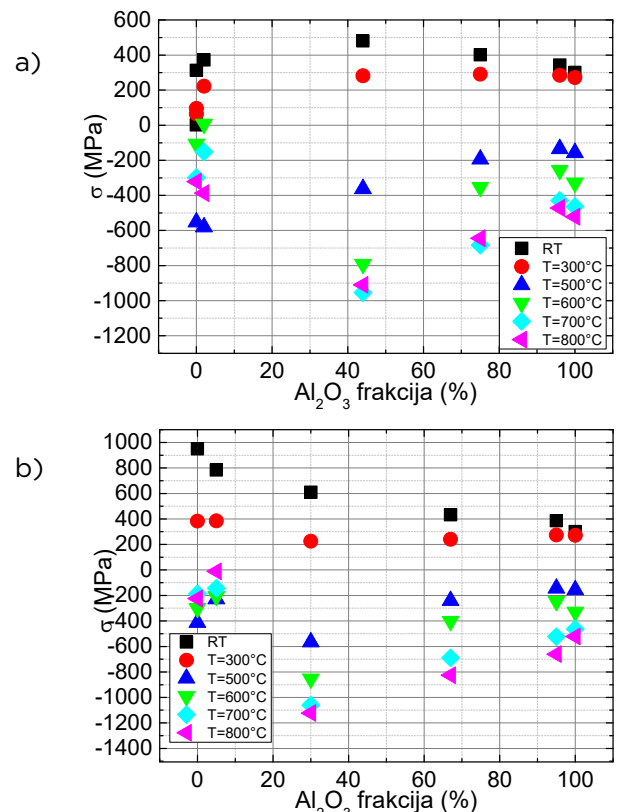 a)
600
400
200
0
-200
-400
-600
-800
-1000
-1200
σ (MPa)
RT
T=300°C
T=500°C
T=600°C
T=700°C
T=800°C
0 20 40 60 80 100
Al₂O₃ frakcija (%)
b)
1000
800
600
400
200
0
-200
-400
-600
-800
-1000
-1200
-1400
σ (MPa)
RT
T=300°C
T=500°C
T=600°C
T=700°C
T=800°C
0 20 40 60 80 100
Al₂O₃ frakcija (%)